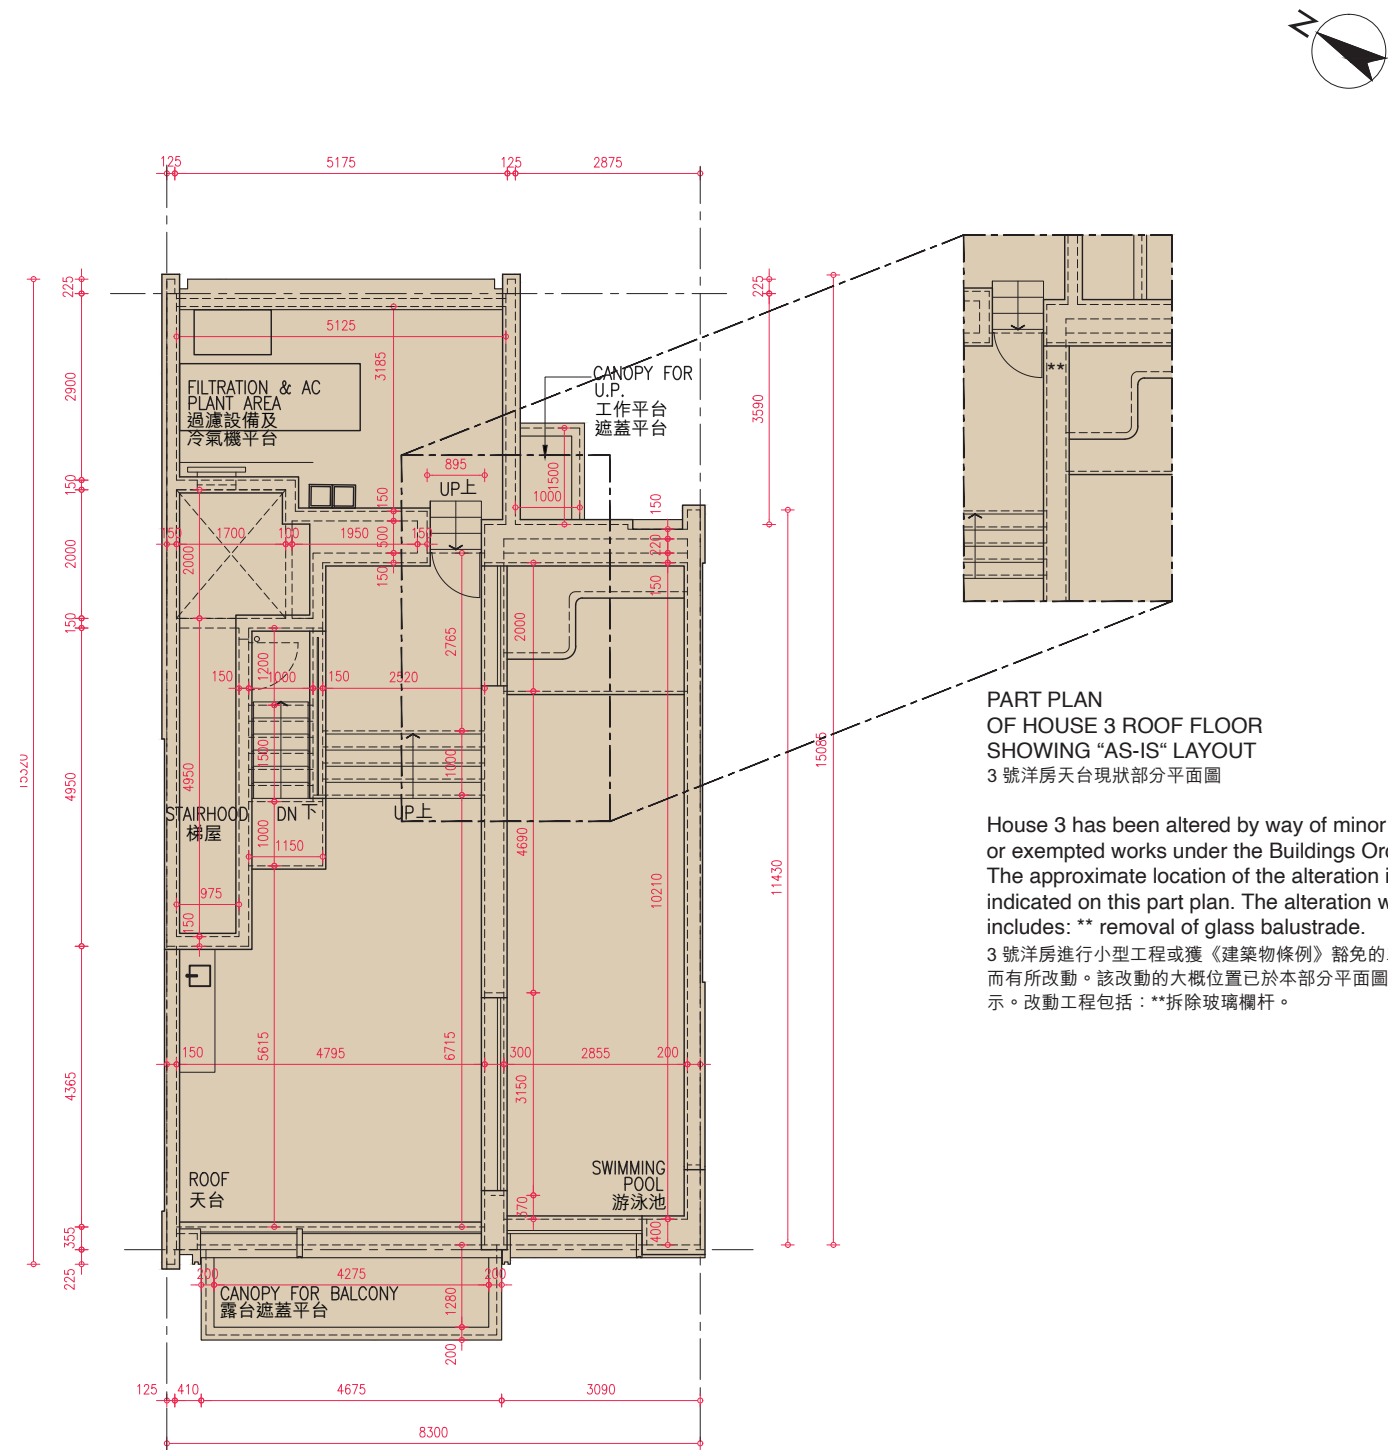 N
125 5175 125 2875
225
225
5125
3185
2900
3590
15320
15085
FILTRATION & AC
PLANT AREA
過濾設備及
冷氣機平台
CANOPY FOR
U.P.
工作平台
遮蓋平台
895
UP上
150
1500
1000
150
150
150 1700 100 1950 150
500
220
2000
2000
150
150
150
2000
2765
1200
150 1000 150 2520
1500
1000
4950
4950
STAIRHOOD
梯屋
DN 下
UP上
1000
1150
4690
11430
975
150
10210
150 4795 300 2855 200
5615
6715
3150
4365
ROOF
天台
SWIMMING
POOL
游泳池
370
400
355
225
200 4275 200
CANOPY FOR BALCONY
露台遮蓋平台
1280
200
125 410 4675 3090
8300
**
PART PLAN
OF HOUSE 3 ROOF FLOOR
SHOWING “AS-IS“ LAYOUT
3 號洋房天台現狀部分平面圖
House 3 has been altered by way of minor
or exempted works under the Buildings
The approximate location of the alteration
indicated on this part plan. The alteration
includes: ** removal of glass balustrade.
3 號洋房進行小型工程或獲《建築物條例》豁免的
而有所改動。該改動的大概位置已於本部分平面圖
示。改動工程包括：**拆除玻璃欄杆。